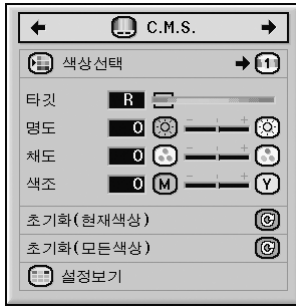 C.M.S.
색상선택 1
타깃 R
명도 0 - +
채도 0 - +
색조 0 M - + Y
초기화(현재색상)
초기화(모든색상)
설정보기